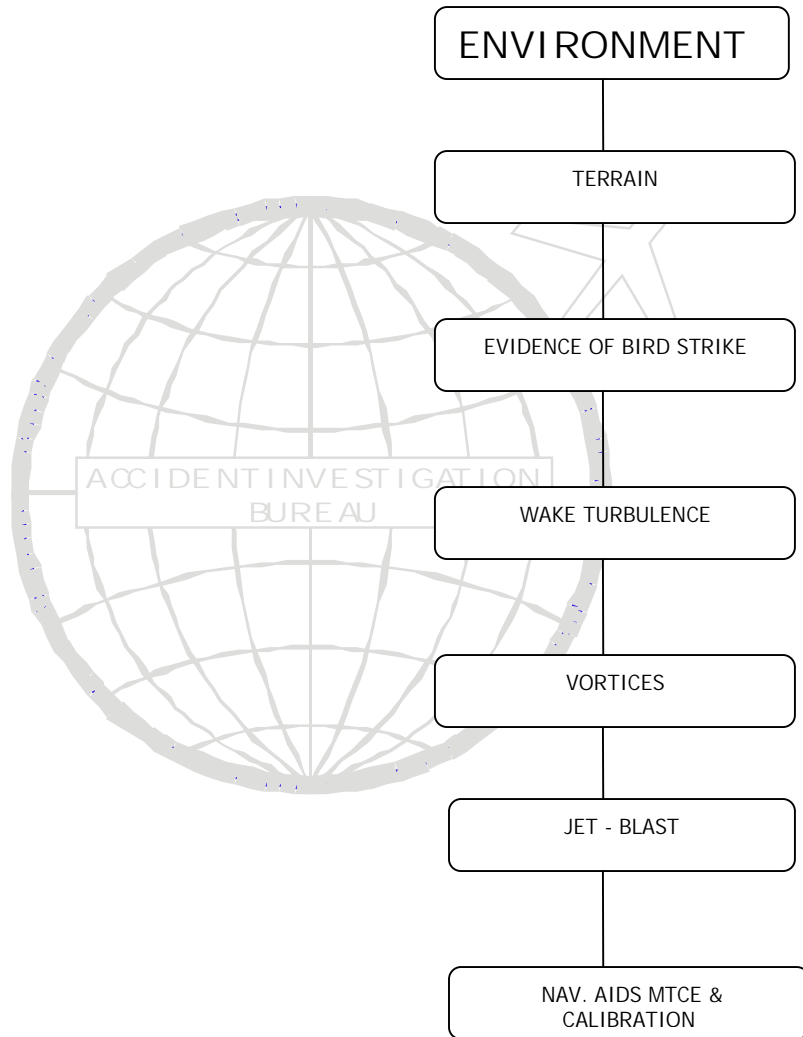 ENVIRONMENT
TERRAIN
EVIDENCE OF BIRD STRIKE
ACCIDENT INVESTIGATION
BUREAU
WAKE TURBULENCE
VORTICES
JET - BLAST
NAV. AIDS MTCE &
CALIBRATION